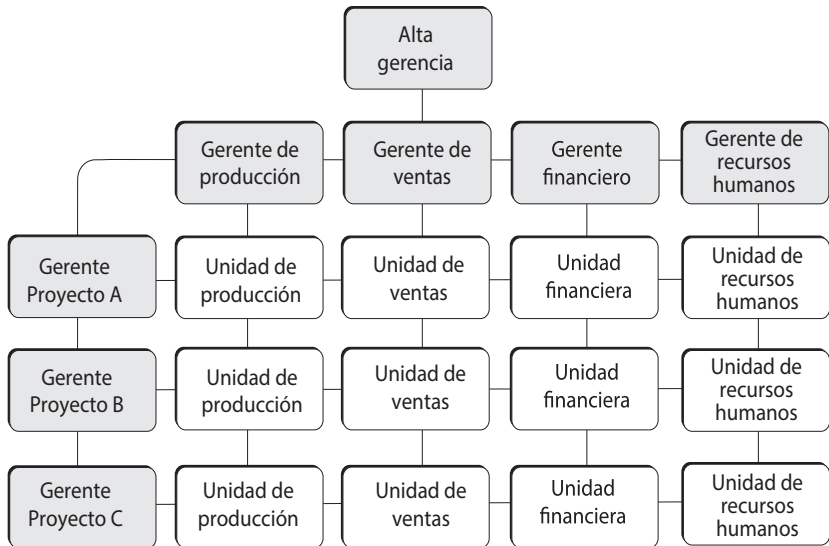 Alta
gerencia
Gerente de
producción
Gerente de
ventas
Gerente
financiero
Gerente de
recursos
humanos
Gerente
Proyecto A
Unidad de
producción
Unidad de
ventas
Unidad
financiera
Unidad de
recursos
humanos
Gerente
Proyecto B
Unidad de
producción
Unidad de
ventas
Unidad
financiera
Unidad de
recursos
humanos
Gerente
Proyecto C
Unidad de
producción
Unidad de
ventas
Unidad
financiera
Unidad de
recursos
humanos